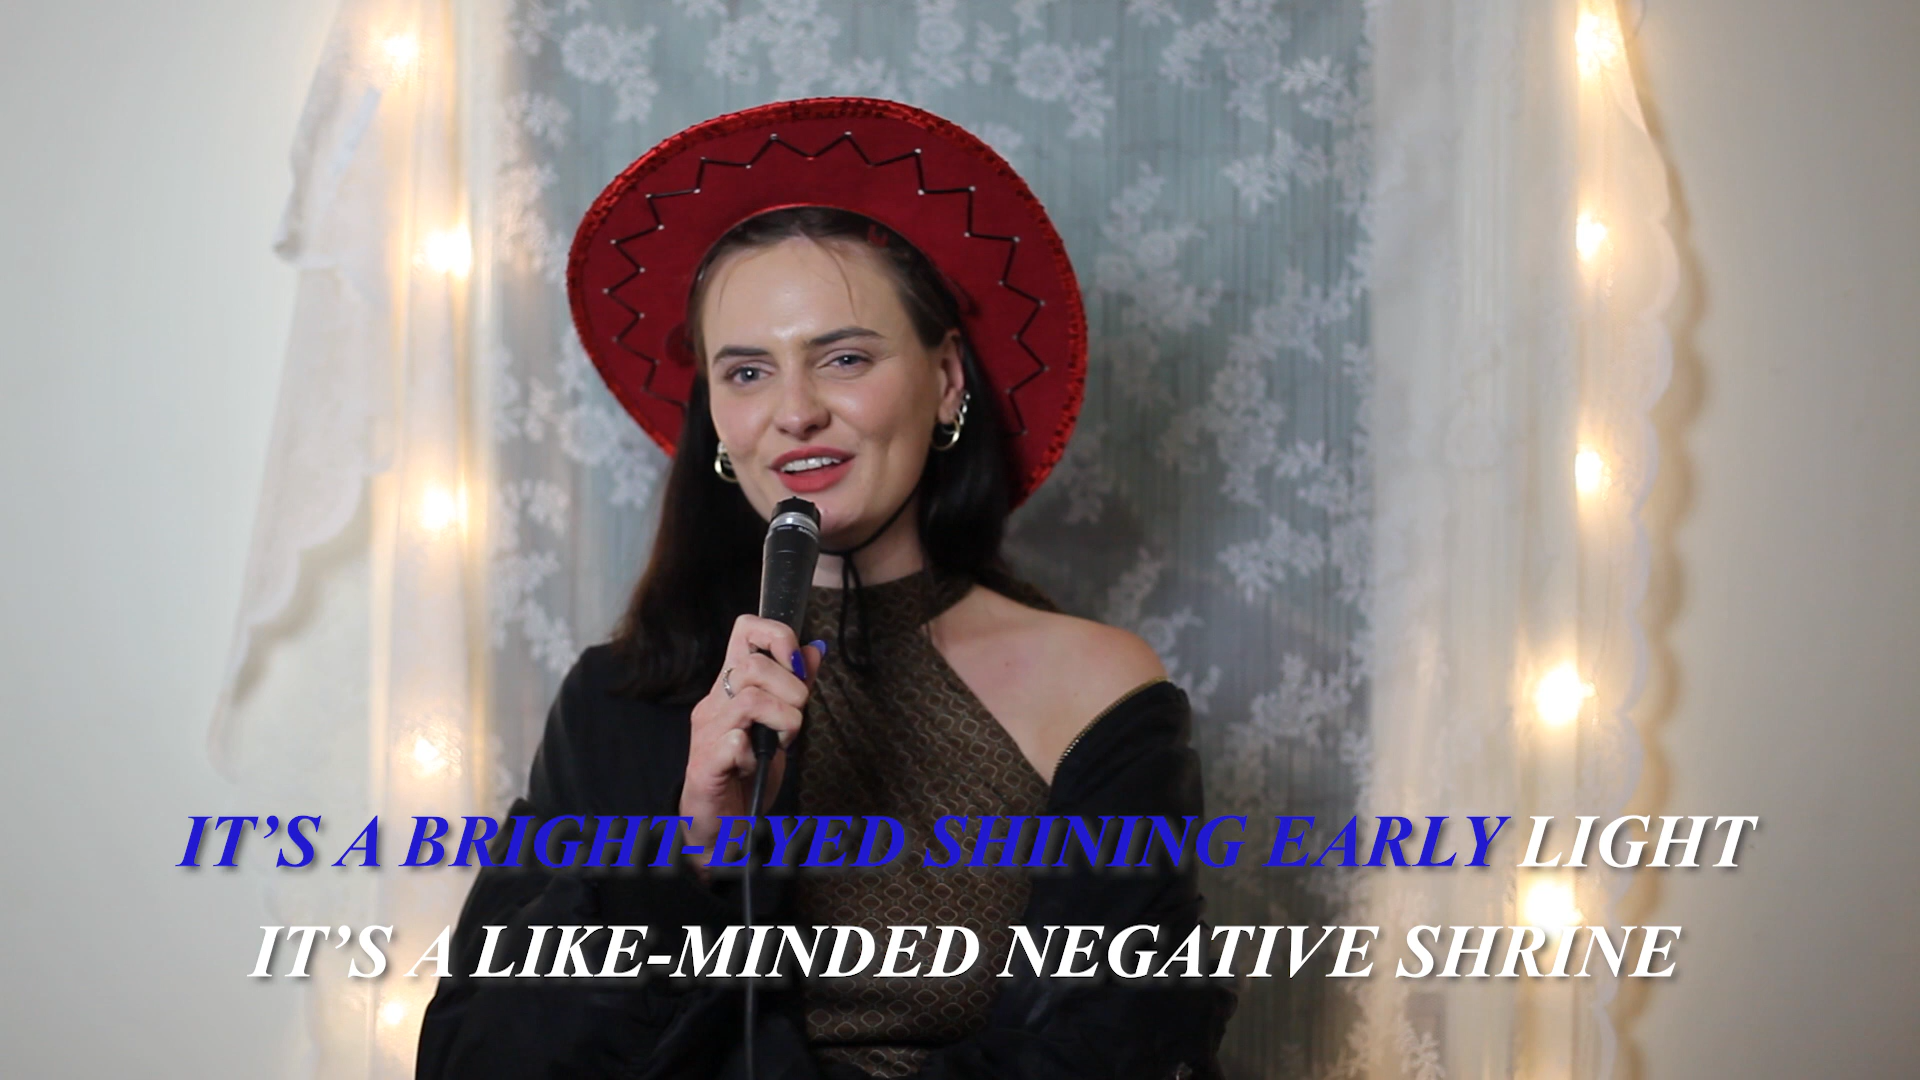 IT’S A BRIGHT-EYED SHINING EARLY LIGHT
IT’S A LIKE-MINDED NEGATIVE SHRINE